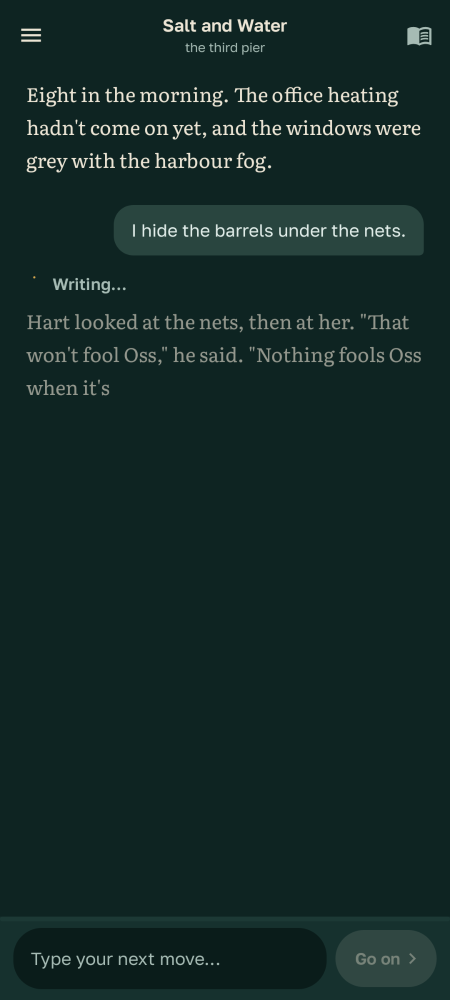 Salt and Water
the third pier
Eight in the morning. The office heating
hadn't come on yet, and the windows were
grey with the harbour fog.
I hide the barrels under the nets.
Writing...
Hart looked at the nets, then at her. "That
won't fool Oss," he said. "Nothing fools Oss
when it's
Type your next move...
Go on